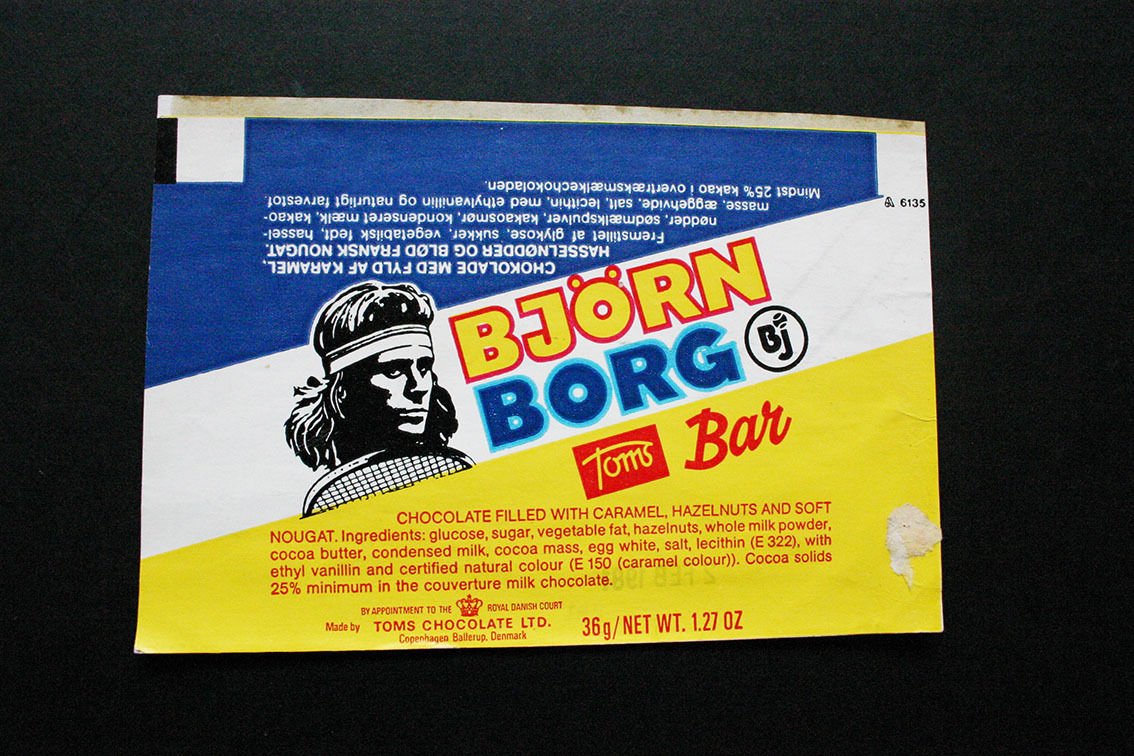 CHOKOLADE MED FYLD AF KARAMEL,
HASSELNØDDER OG BLØD FRANSK NOUGAT.
Fremstillet af glykose, sukker, vegetabilsk fedt, hassel-
nødder, sødmælkspulver, kakaosmør, kondenseret mælk, kakao-
masse, æggehvide, salt, lecithin, med ethylvanillin og naturligt farvestof.
Mindst 25% kakao i overtræksmælkechokoladen.
6135
BJÖRN
BORG
Bj
Toms Bar
CHOCOLATE FILLED WITH CARAMEL, HAZELNUTS AND SOFT
NOUGAT. Ingredients: glucose, sugar, vegetable fat, hazelnuts, whole milk powder,
cocoa butter, condensed milk, cocoa mass, egg white, salt, lecithin (E 322), with
ethyl vanillin and certified natural colour (E 150 (caramel colour)). Cocoa solids
25% minimum in the couverture milk chocolate.
BY APPOINTMENT TO THE ROYAL DANISH COURT
Made by TOMS CHOCOLATE LTD.
Copenhagen Ballerup, Denmark
36g/NET WT. 1.27 OZ